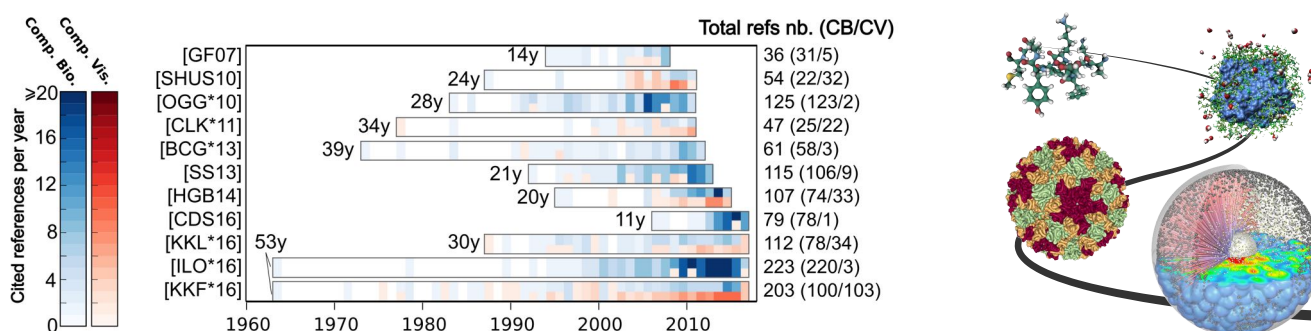 Comp. Bio.
Comp. Vis.
Cited references per year
⩾20
16
12
8
4
0
Total refs nb. (CB/CV)
[GF07] 14y 36 (31/5)
[SHUS10] 24y 54 (22/32)
[OGG*10] 28y 125 (123/2)
[CLK*11] 34y 47 (25/22)
[BCG*13] 39y 61 (58/3)
[SS13] 21y 115 (106/9)
[HGB14] 20y 107 (74/33)
[CDS16] 11y 79 (78/1)
[KKL*16] 53y 30y 112 (78/34)
[ILO*16] 223 (220/3)
[KKF*16] 203 (100/103)
1960 1970 1980 1990 2000 2010